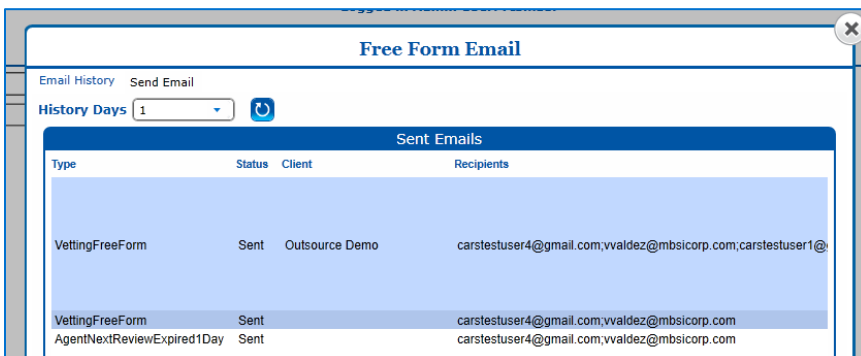 Free Form Email
Email History Send Email
History Days 1
Sent Emails
Type Status Client Recipients
VettingFreeForm Sent Outsource Demo carstestuser4@gmail.com;vvaldez@mbsicorp.com;carstestuser1@
VettingFreeForm Sent carstestuser4@gmail.com;vvaldez@mbsicorp.com
AgentNextReviewExpired1Day Sent carstestuser4@gmail.com;vvaldez@mbsicorp.com